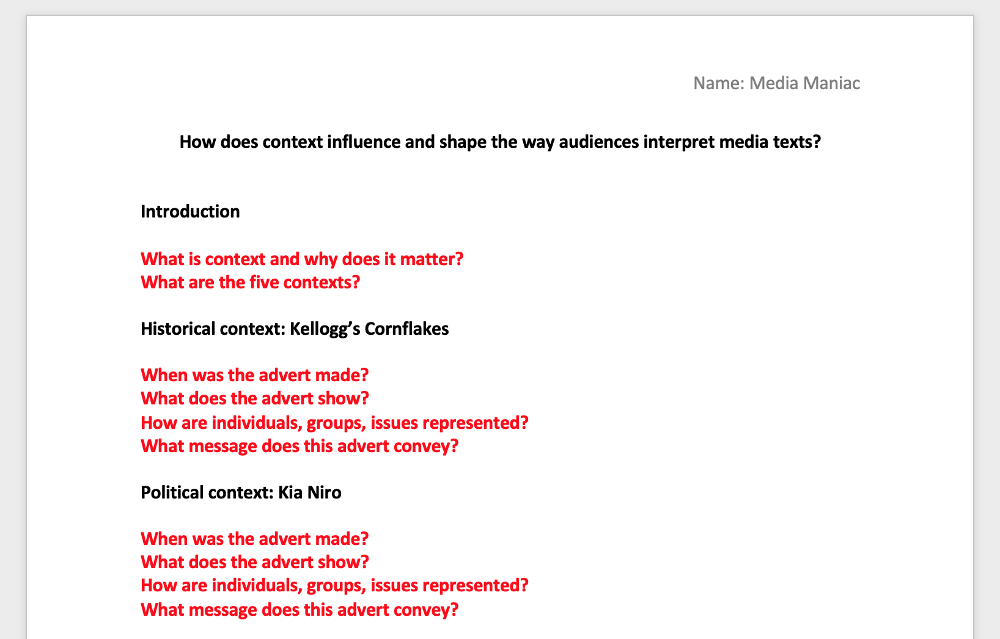 Name: Media Maniac
How does context influence and shape the way audiences interpret media texts?
Introduction
What is context and why does it matter?
What are the five contexts?
Historical context: Kellogg’s Cornflakes
When was the advert made?
What does the advert show?
How are individuals, groups, issues represented?
What message does this advert convey?
Political context: Kia Niro
When was the advert made?
What does the advert show?
How are individuals, groups, issues represented?
What message does this advert convey?